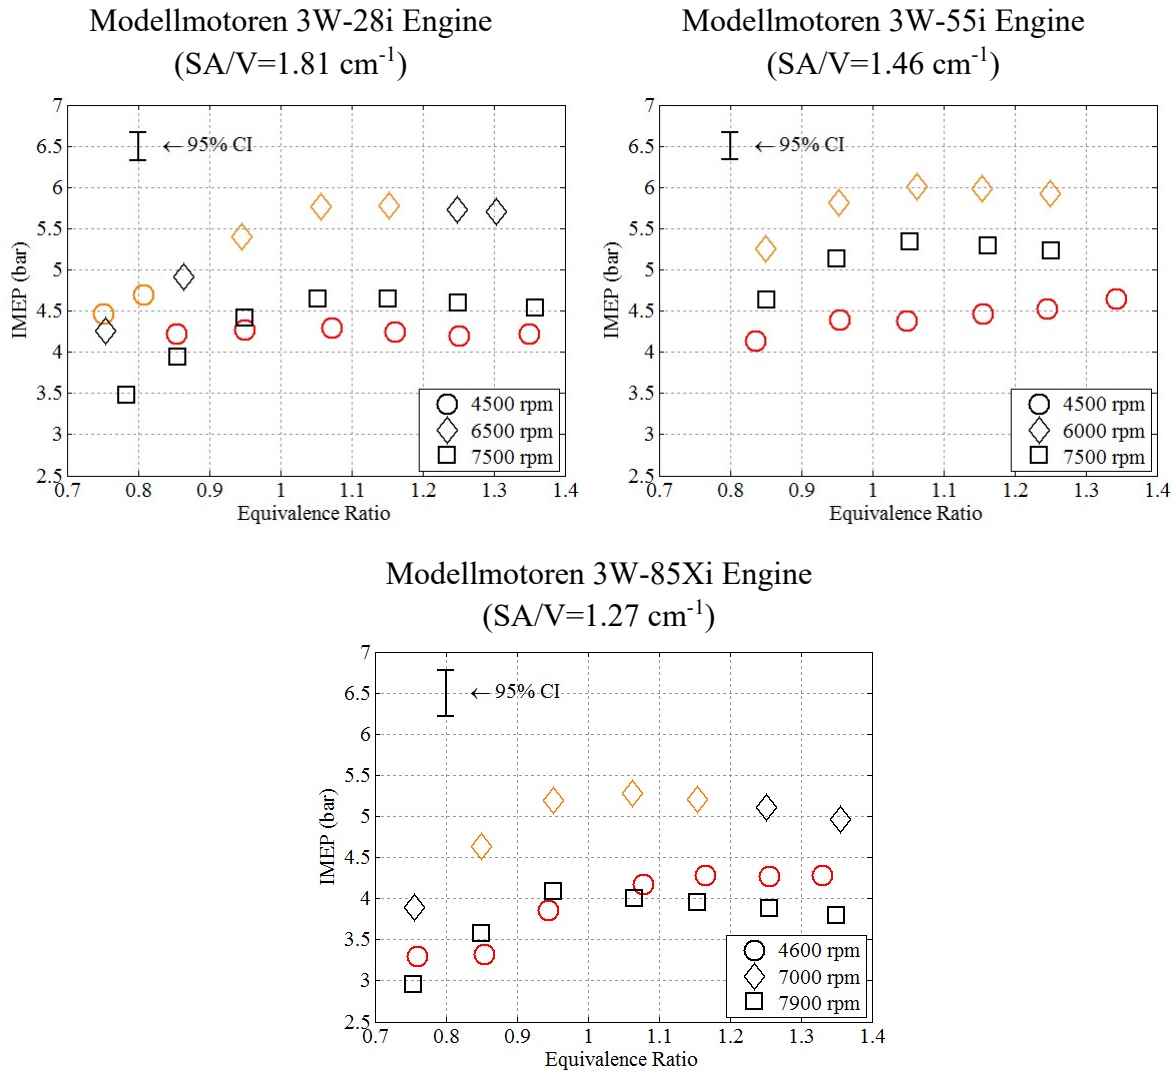 Modellmotoren 3W-28i Engine
(SA/V=1.81 cm-1)
7
6.5
6
5.5
5
4.5
4
3.5
3
2.5
IMEP (bar)
← 95% CI
4500 rpm
6500 rpm
7500 rpm
0.7 0.8 0.9 1 1.1 1.2 1.3 1.4
Equivalence Ratio
Modellmotoren 3W-55i Engine
(SA/V=1.46 cm-1)
7
6.5
6
5.5
5
4.5
4
3.5
3
2.5
IMEP (bar)
← 95% CI
4500 rpm
6000 rpm
7500 rpm
0.7 0.8 0.9 1 1.1 1.2 1.3 1.4
Equivalence Ratio
Modellmotoren 3W-85Xi Engine
(SA/V=1.27 cm-1)
7
6.5
6
5.5
5
4.5
4
3.5
3
2.5
IMEP (bar)
← 95% CI
4600 rpm
7000 rpm
7900 rpm
0.7 0.8 0.9 1 1.1 1.2 1.3 1.4
Equivalence Ratio